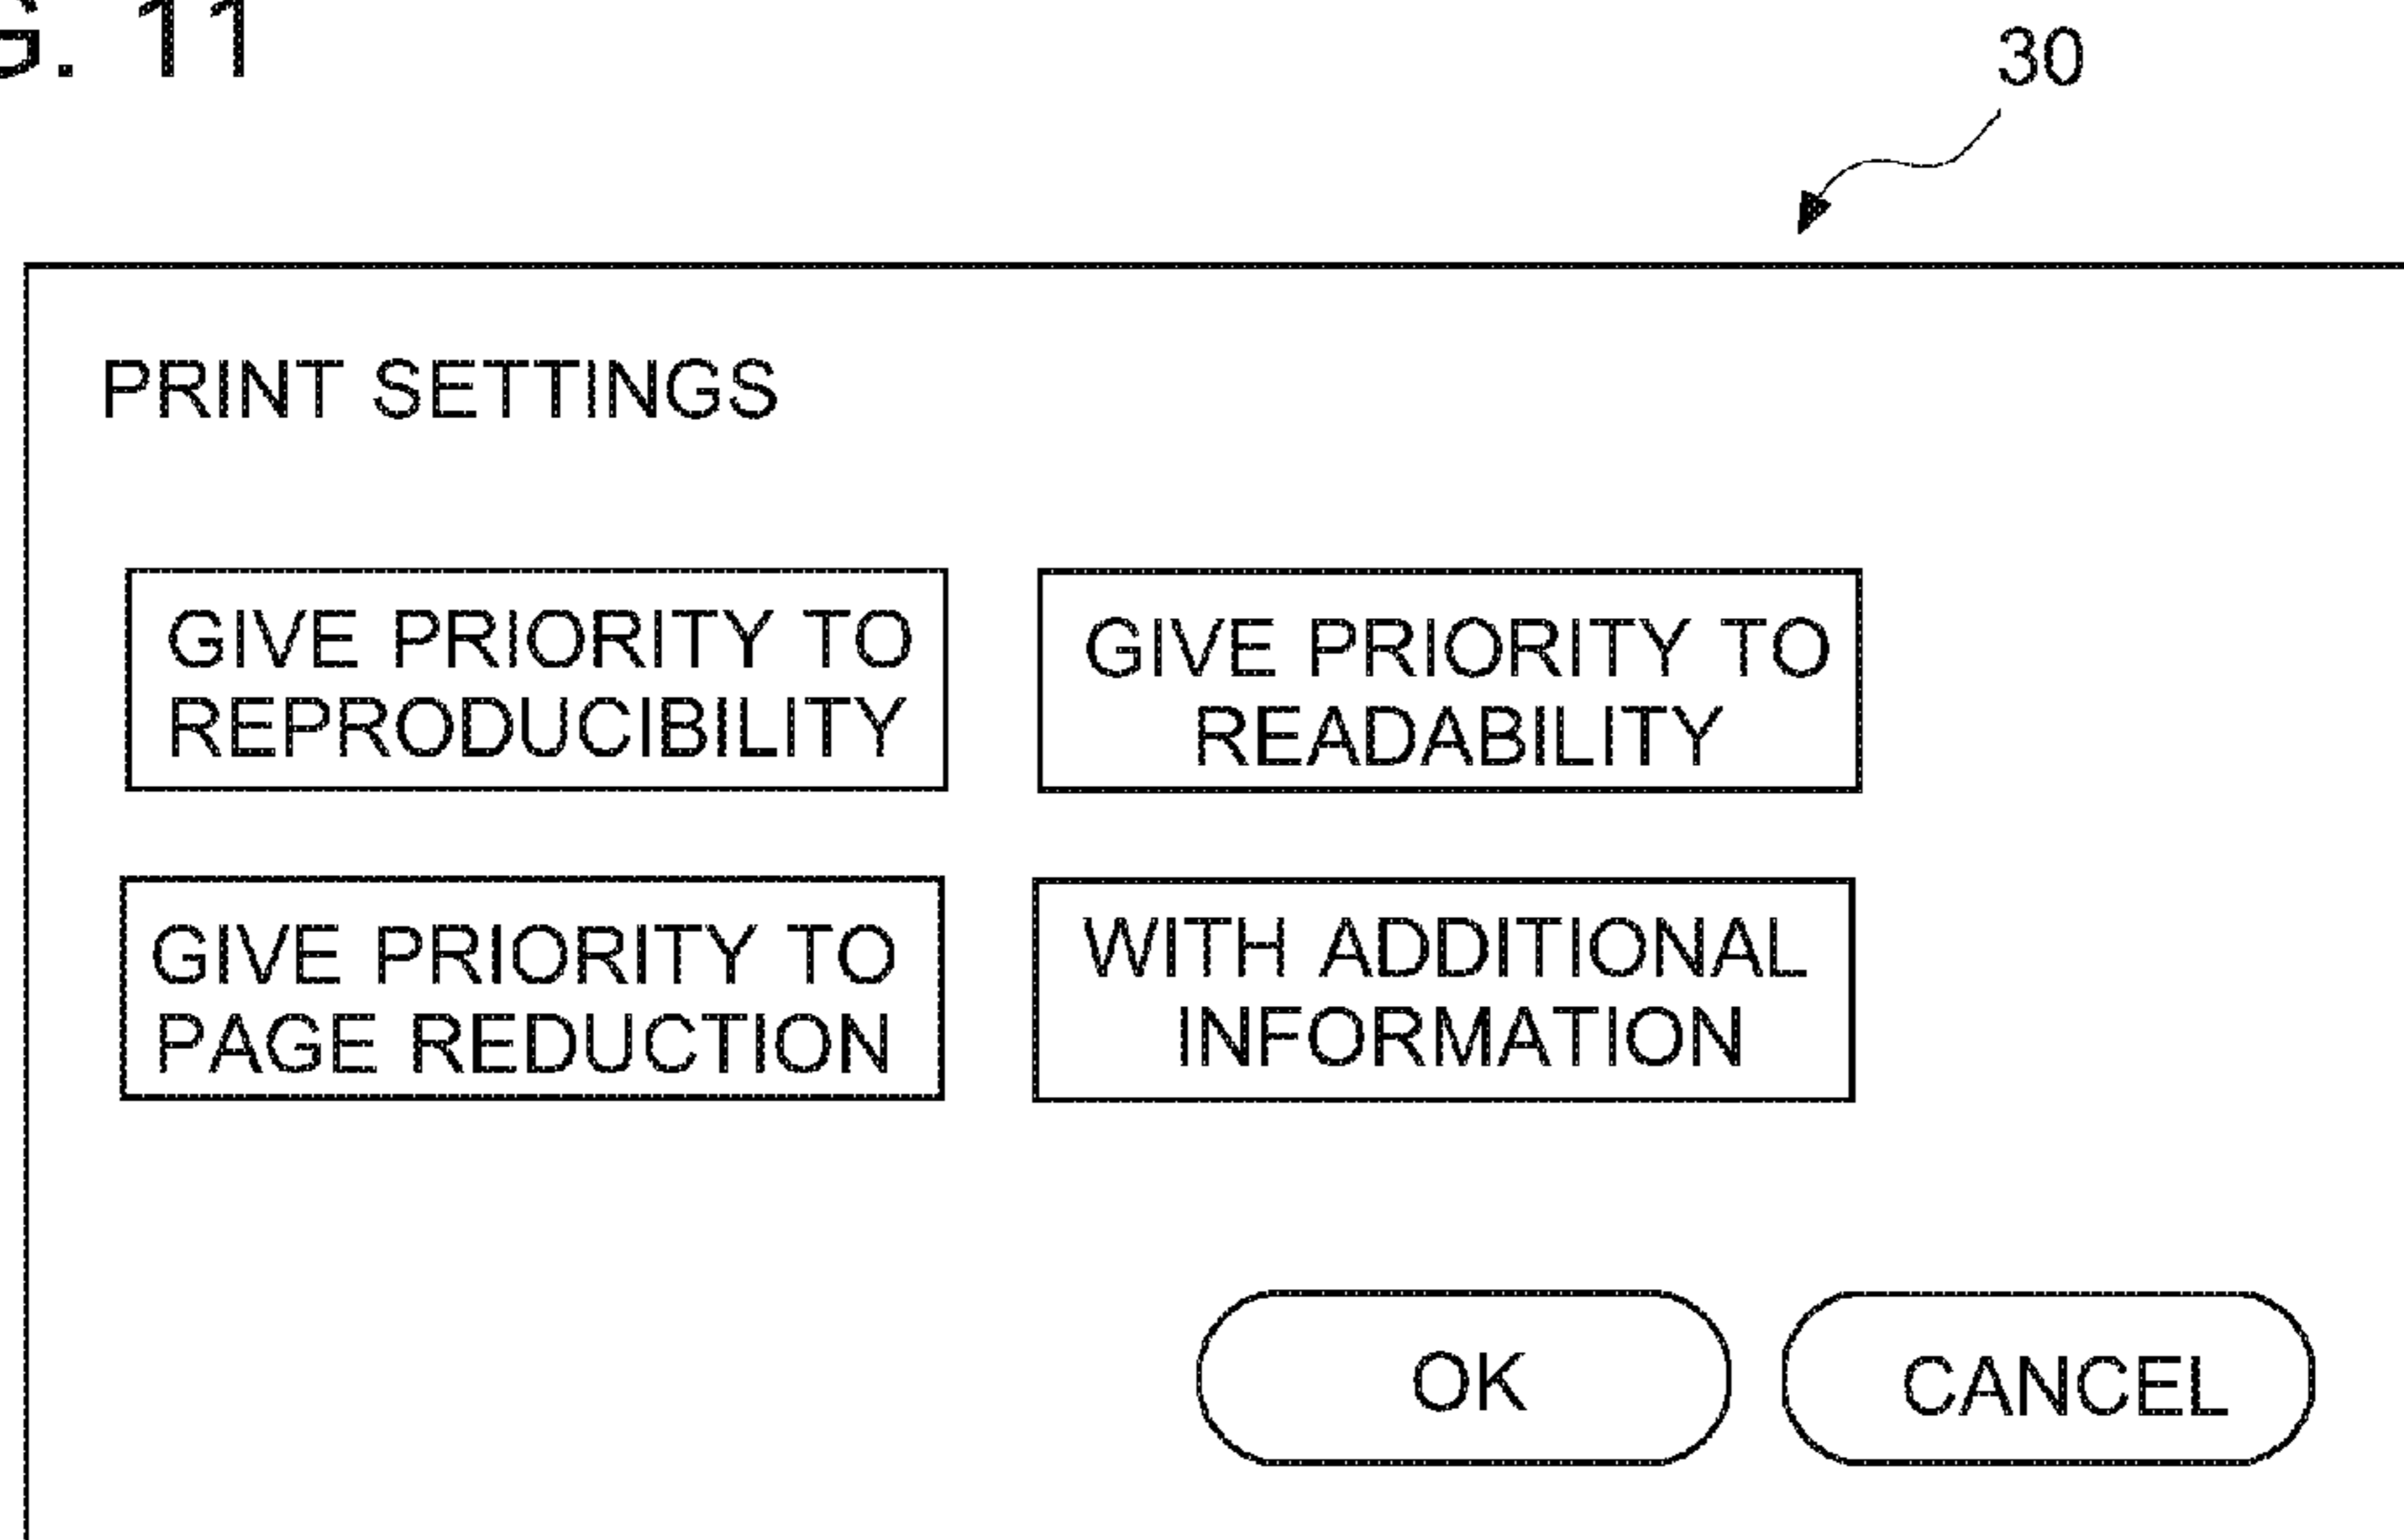 G. 11
30
PRINT SETTINGS
GIVE PRIORITY TO
REPRODUCIBILITY
GIVE PRIORITY TO
READABILITY
GIVE PRIORITY TO
PAGE REDUCTION
WITH ADDITIONAL
INFORMATION
OK
CANCEL